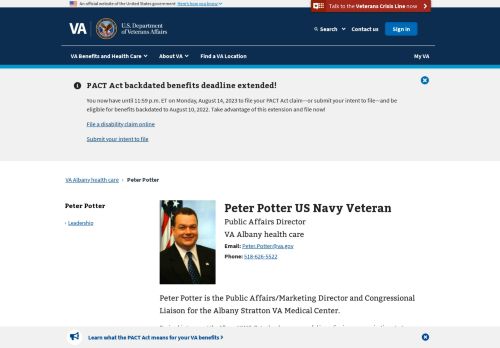 An official website of the United States government Here's how you know
Talk to the Veterans Crisis Line now
VA
U.S. Department
of Veterans Affairs
Search
Contact us
Sign in
VA Benefits and Health Care
About VA
Find a VA Location
My VA
PACT Act backdated benefits deadline extended!
You now have until 11:59 p.m. ET on Monday, August 14, 2023 to file your PACT Act claim—or submit your intent to file—and be
eligible for benefits backdated to August 10, 2022. Take advantage of this extension and file now!
File a disability claim online
Submit your intent to file
VA Albany health care › Peter Potter
Peter Potter
› Leadership
Peter Potter US Navy Veteran
Public Affairs Director
VA Albany health care
Email: Peter.Potter@va.gov
Phone: 518-626-5522
Peter Potter is the Public Affairs/Marketing Director and Congressional
Liaison for the Albany Stratton VA Medical Center.
Learn what the PACT Act means for your VA benefits